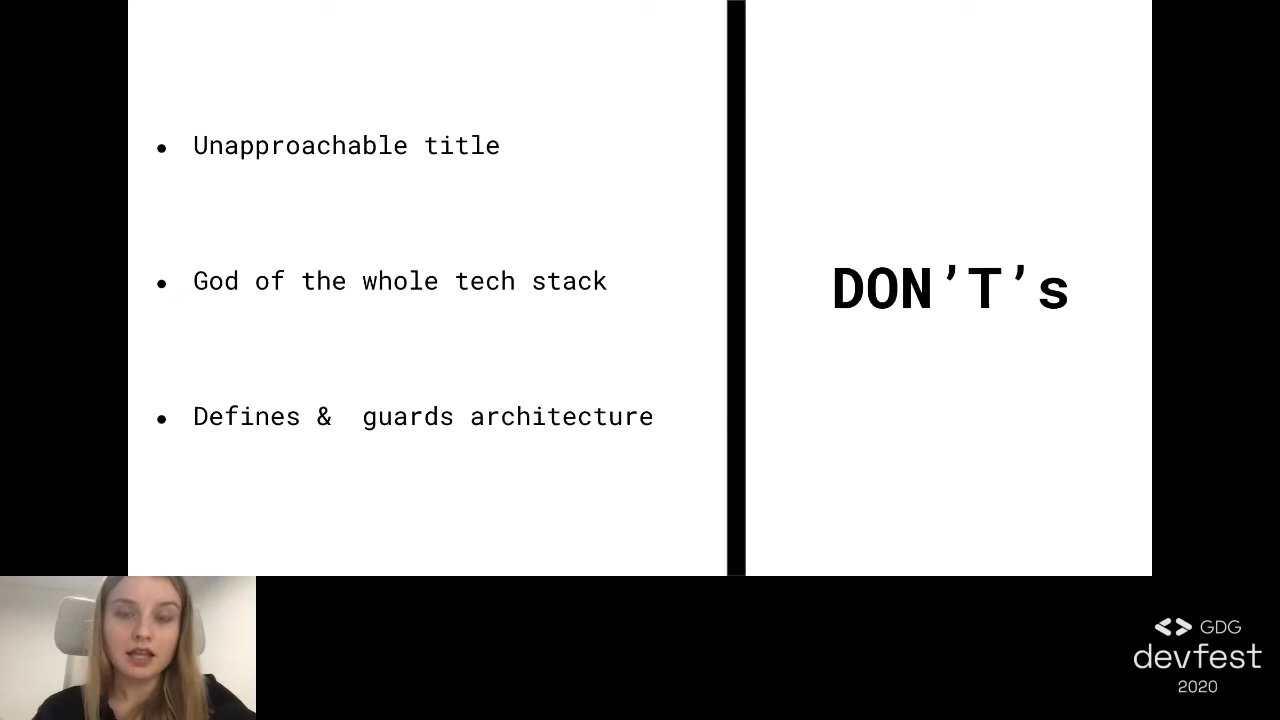 • Unapproachable title
• God of the whole tech stack
• Defines &  guards architecture
DON’T’s
<> GDG
devfest
2020